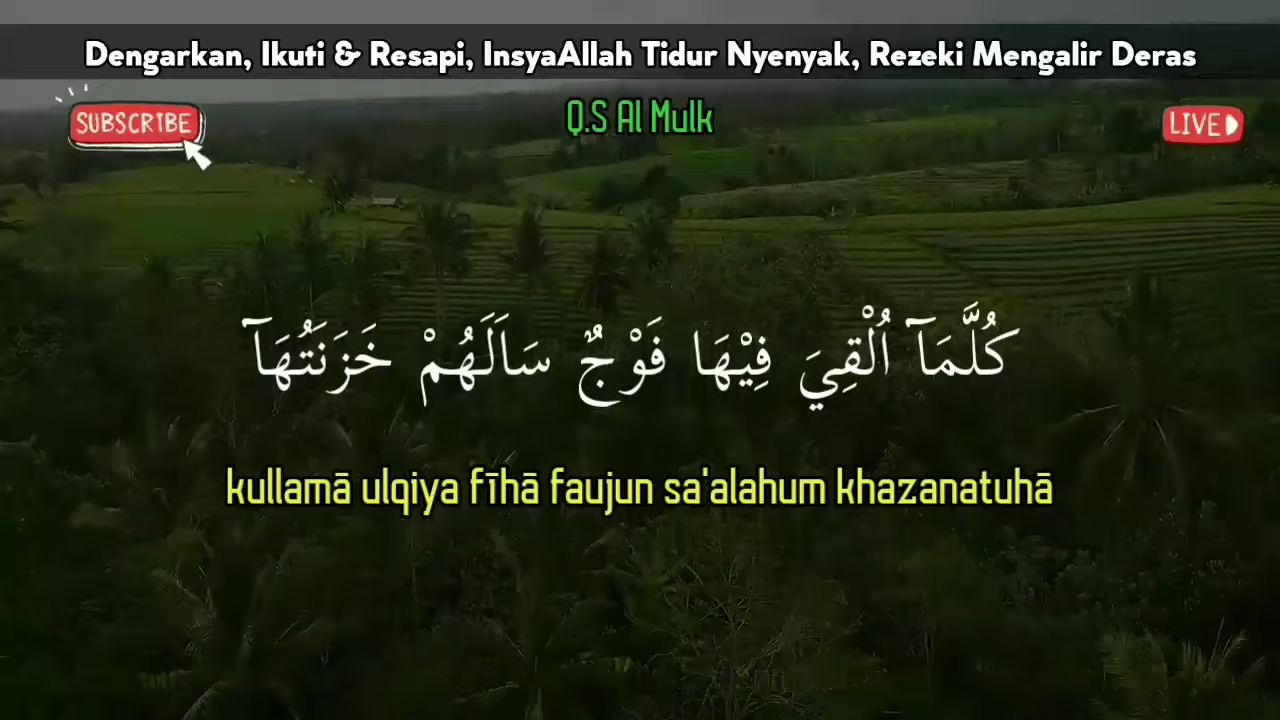 Dengarkan, Ikuti & Resapi, InsyaAllah Tidur Nyenyak, Rezeki Mengalir Deras
SUBSCRIBE
Q.S Al Mulk
LIVE
كُلَّمَآ اُلْقِيَ فِيْهَا فَوْجٌ سَاَلَهُمْ خَزَنَتُهَآ
kullamā ulqiya fīhā faujun sa'alahum khazanatuhā